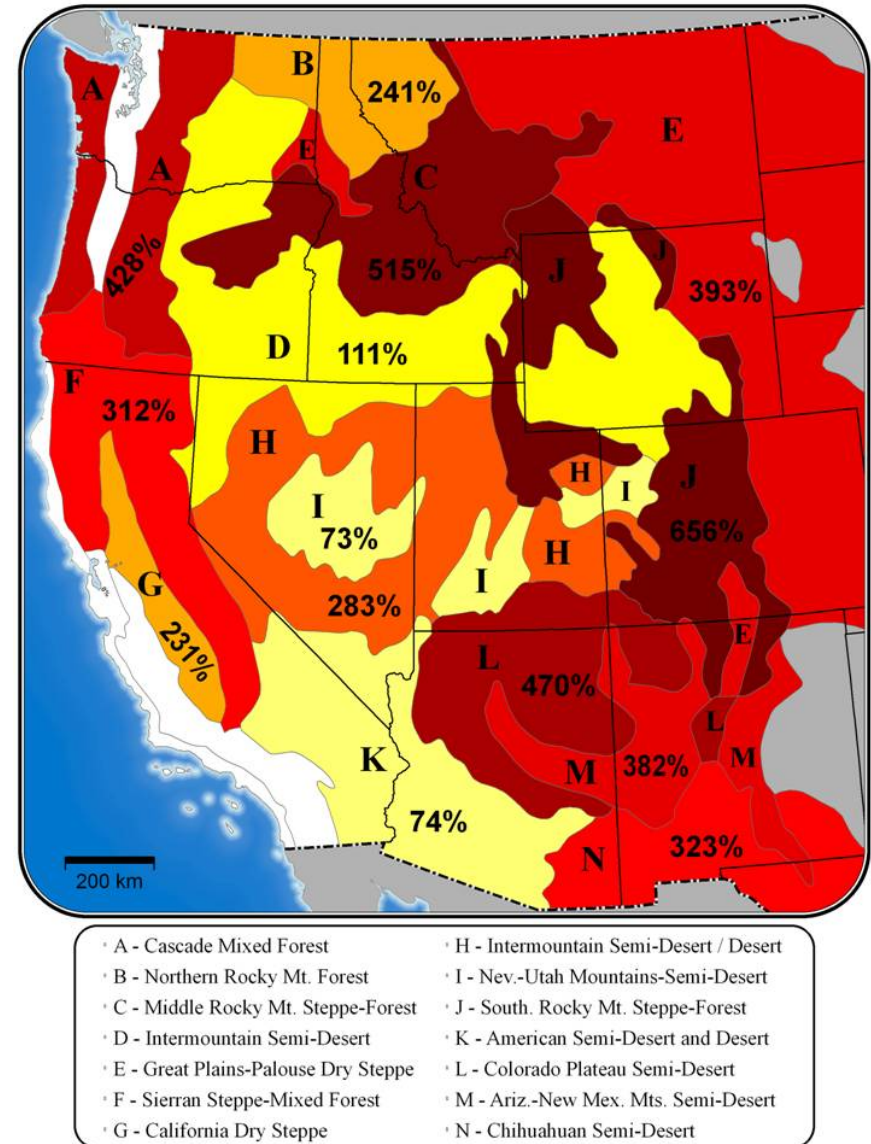 B
241%
A
E
E
A
C
428%
515%
J
J
393%
D
111%
F
312%
H
H
J
I
I
73%
656%
H
I
G
283%
231%
E
L
470%
L
K
M
382%
M
74%
N
323%
200 km
A - Cascade Mixed Forest
B - Northern Rocky Mt. Forest
C - Middle Rocky Mt. Steppe-Forest
D - Intermountain Semi-Desert
E - Great Plains-Palouse Dry Steppe
F - Sierran Steppe-Mixed Forest
G - California Dry Steppe
H - Intermountain Semi-Desert / Desert
I - Nev.-Utah Mountains-Semi-Desert
J - South. Rocky Mt. Steppe-Forest
K - American Semi-Desert and Desert
L - Colorado Plateau Semi-Desert
M - Ariz.-New Mex. Mts. Semi-Desert
N - Chihuahuan Semi-Desert